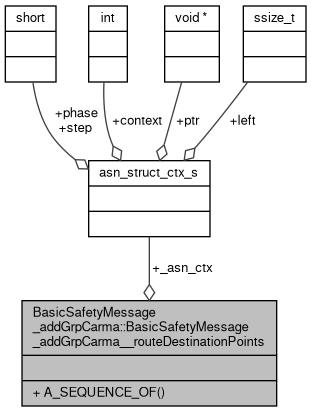 short
int
void *
ssize_t
+phase
+step
+context
+ptr
+left
asn_struct_ctx_s
+_asn_ctx
BasicSafetyMessage
_addGrpCarma::BasicSafetyMessage
_addGrpCarma__routeDestinationPoints
+ A_SEQUENCE_OF()